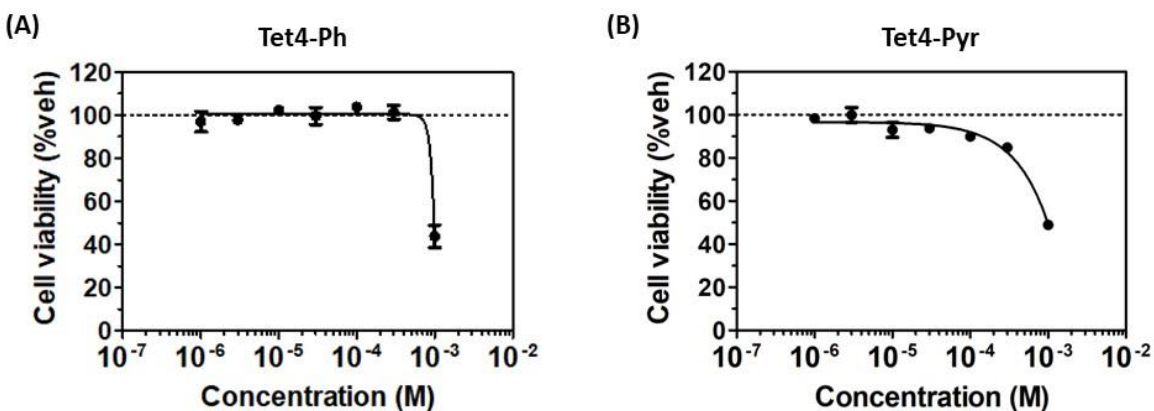 (A)
Tet4-Ph
Cell viability (%veh)
120
100
80
60
40
20
0
10-7 10-6 10-5 10-4 10-3 10-2
Concentration (M)
(B)
Tet4-Pyr
Cell viability (%veh)
120
100
80
60
40
20
0
10-7 10-6 10-5 10-4 10-3 10-2
Concentration (M)